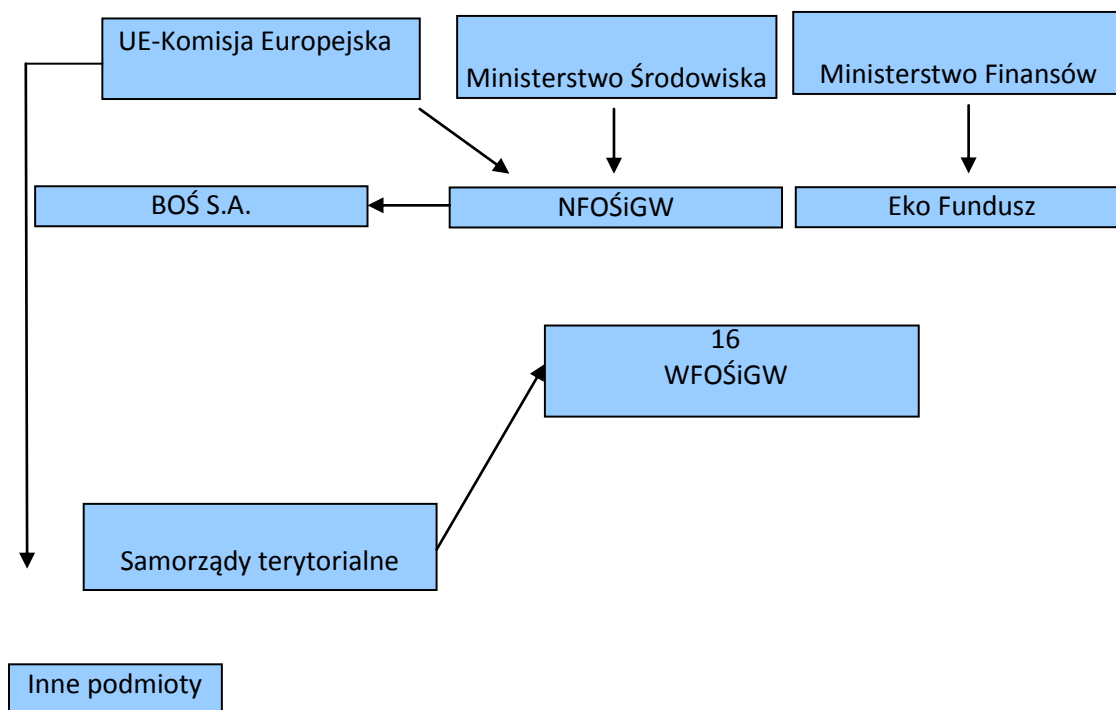 UE-Komisja Europejska
Ministerstwo Środowiska
Ministerstwo Finansów
BOŚ S.A.
NFOŚiGW
Eko Fundusz
16
WFOŚiGW
Samorządy terytorialne
Inne podmioty